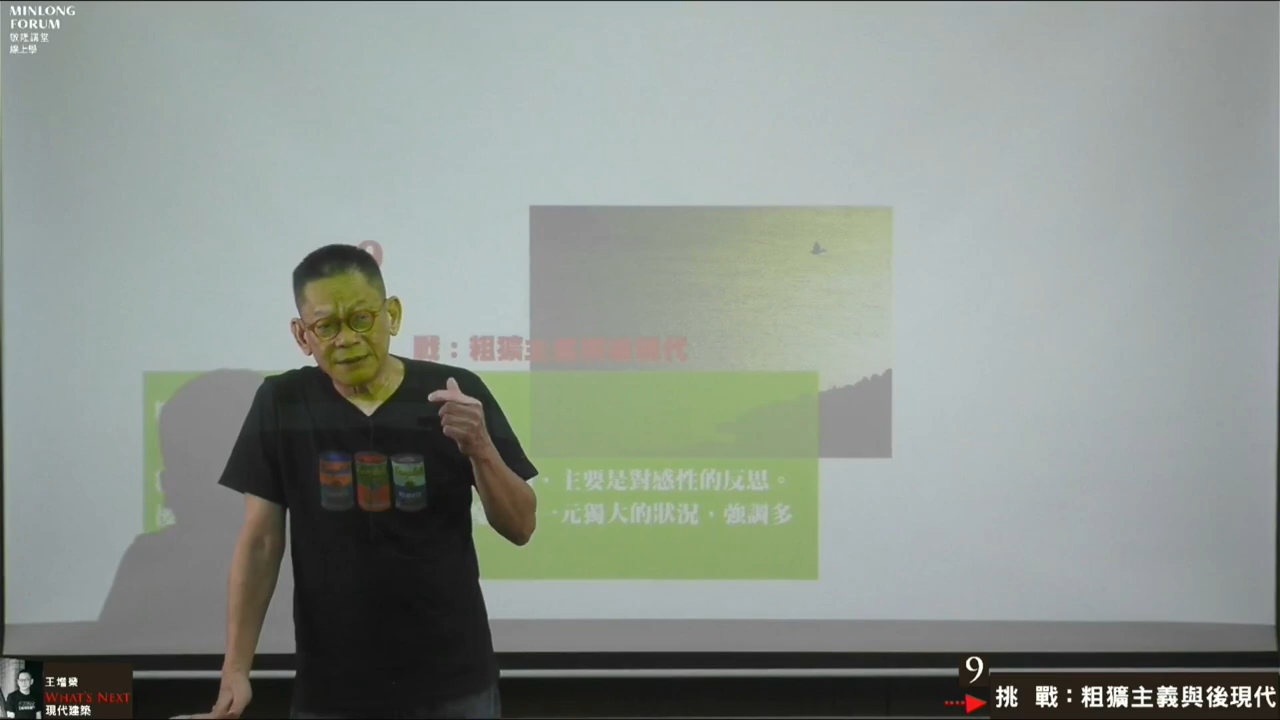 MINLONG
FORUM
敏隆講堂
線上學
戰：粗獷主義與後現代
，主要是對感性的反思。
一元獨大的狀況，強調多
王增榮
WHAT'S NEXT
現代建築
9
挑 戰：粗獷主義與後現代